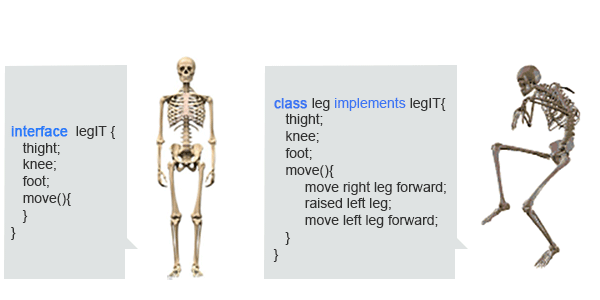 interface legIT {
thight;
knee;
foot;
move(){
}
}
class leg implements legIT{
thight;
knee;
foot;
move(){
move right leg forward;
raised left leg;
move left leg forward;
}
}